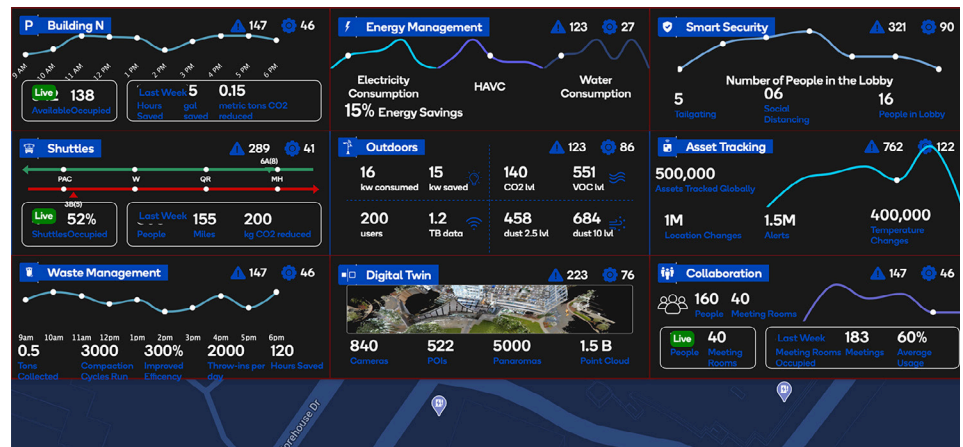 P Building N 147 46
9 AM 10 AM 11 AM 12 PM 1 PM 2 PM 3 PM 4 PM 5 PM 6 PM
Live 138
Available Occupied
Last Week 5 0.15
Hours Saved gal saved metric tons CO2 reduced
Energy Management 123 27
Electricity Consumption HAVC Water Consumption
15% Energy Savings
Smart Security 321 90
Number of People in the Lobby
5 06 16
Tailgating Social Distancing People in Lobby
Shuttles 289 41
6A(B)
PAC W QR MH
3B(S)
Live 52%
Shuttles Occupied
Last Week 155 200
People Miles kg CO2 reduced
Outdoors 123 86
16 15 140 551
kw consumed kw saved CO2 lvl VOC lvl
200 1.2 458 684
users TB data dust 2.5 lvl dust 10 lvl
Asset Tracking 762 122
500,000
Assets Tracked Globally
1M 1.5M 400,000
Location Changes Alerts Temperature Changes
Waste Management 147 46
9am 10am 11am 12pm 1pm 2pm 3pm 4pm 5pm 6pm
0.5 3000 300% 2000 120
Tons Collected Compaction Cycles Run Improved Efficency Throw-ins per day Hours Saved
Digital Twin 223 76
840 522 5000 1.5 B
Cameras POIs Panaromas Point Cloud
Collaboration 147 46
160 40
People Meeting Rooms
Live 40
People Meeting Rooms
Last Week 183 60%
Meeting Rooms Occupied Meetings Average Usage
orehouse Dr